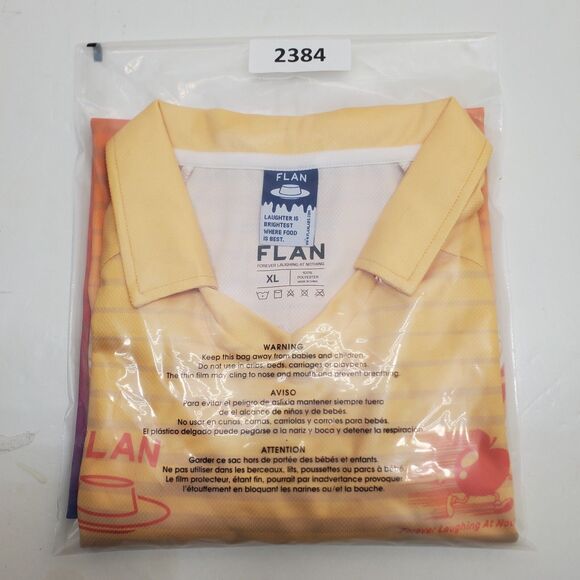 2384
FLAN
LAUGHTER IS
BRIGHTEST
WHERE FOOD
IS BEST.
FLAN
FOREVER LAUGHING AT NOTHING
XL
100%
POLYESTER
WARNING
Keep this bag away from babies and children.
Do not use in cribs, beds, carriages or playpens.
The thin film may cling to nose and mouth and prevent breathing.
AVISO
Para evitar el peligro de asfixia mantener siempre fuera
de el alcance de niños y de bebés.
No usar en cunas, camas, carriolas y corrales para bebés.
El plástico delgado puede pegarse a la nariz y boca y detener la respiración.
ATTENTION
Garder ce sac hors de portée des bébés et enfants.
Ne pas utiliser dans les berceaux, lits, poussettes ou parcs à bébé
Le film protecteur, étant fin, pourrait par inadvertance provoquer
l'étouffement en bloquant les narines ou/et la bouche.
FLAN
Forever Laughing At